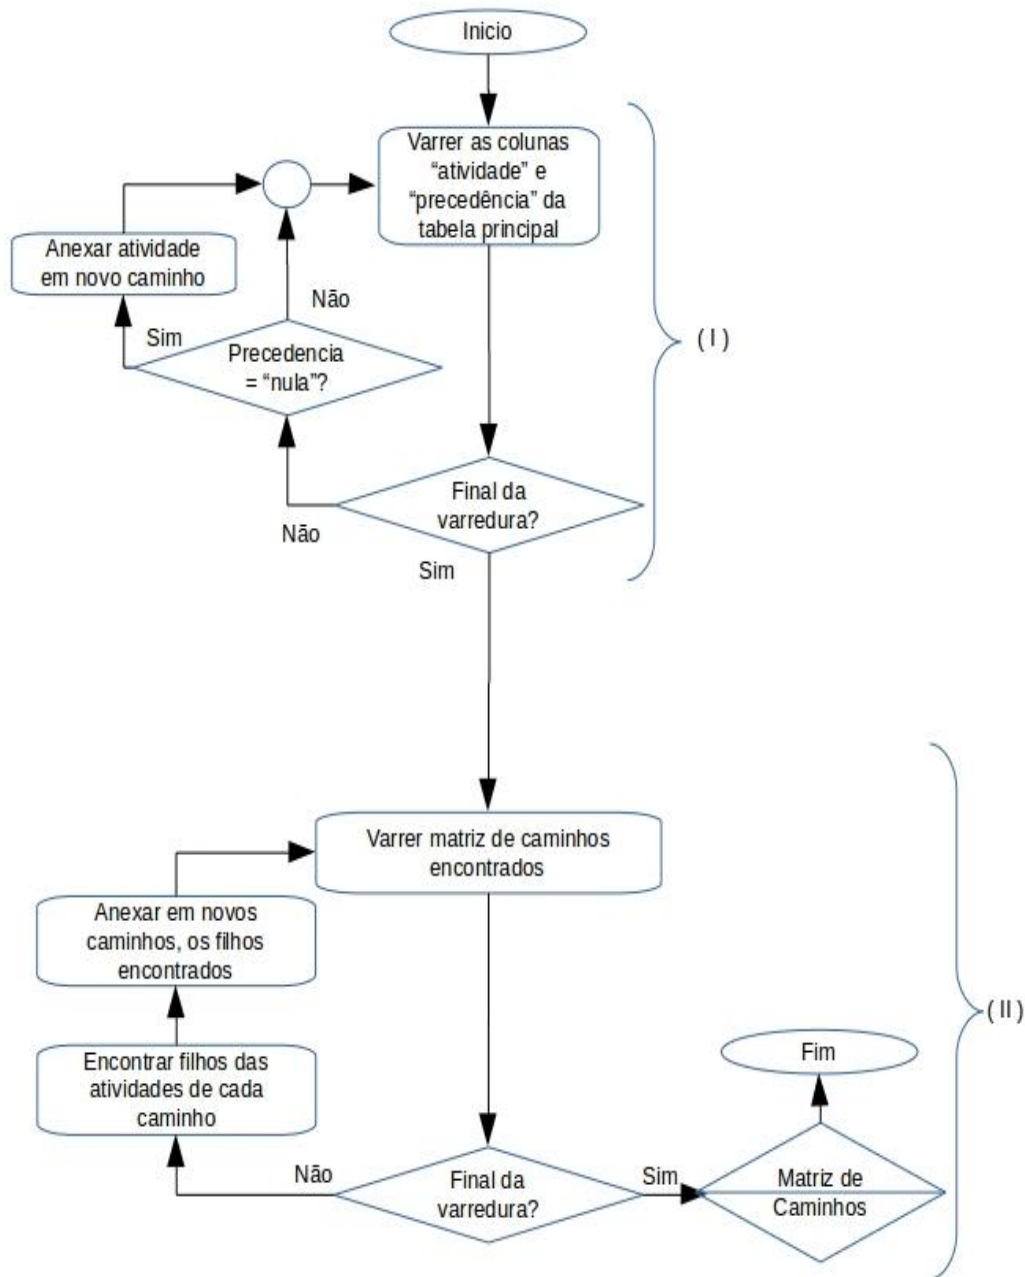 Inicio
Varrer as colunas
“atividade” e
“precedência” da
tabela principal
Anexar atividade
em novo caminho
Não
Sim
Precedencia
= “nula”?
( I )
Final da
varredura?
Não
Sim
Varrer matriz de caminhos
encontrados
Anexar em novos
caminhos, os filhos
encontrados
Encontrar filhos das
atividades de cada
caminho
( II )
Fim
Não
Final da
varredura?
Sim
Matriz de
Caminhos